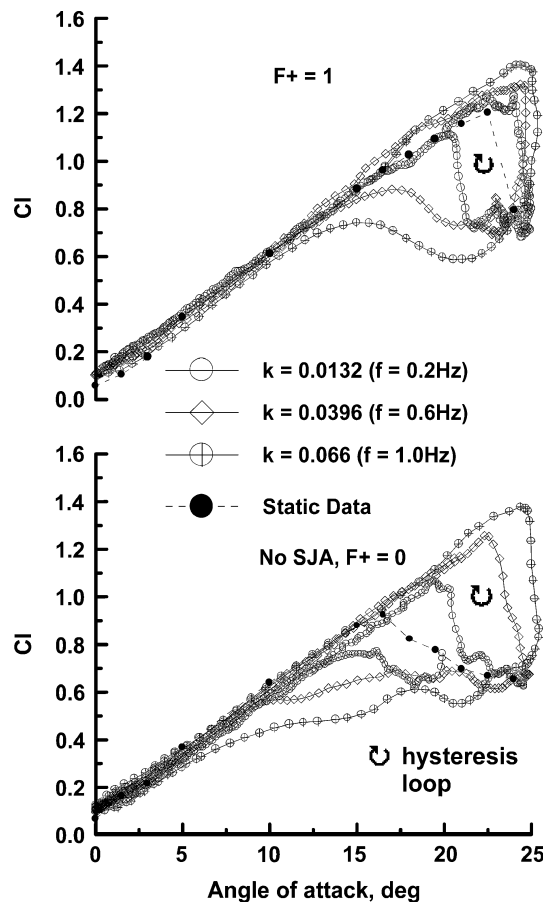 1.6
1.4
F+ = 1
1.2
1.0
Cl
0.8
0.6
0.4
0.2
0.0
k = 0.0132 (f = 0.2Hz)
k = 0.0396 (f = 0.6Hz)
k = 0.066 (f = 1.0Hz)
Static Data
1.6
1.4
No SJA, F+ = 0
1.2
1.0
Cl
0.8
0.6
0.4
hysteresis
loop
0.2
0.0
0 5 10 15 20 25
Angle of attack, deg